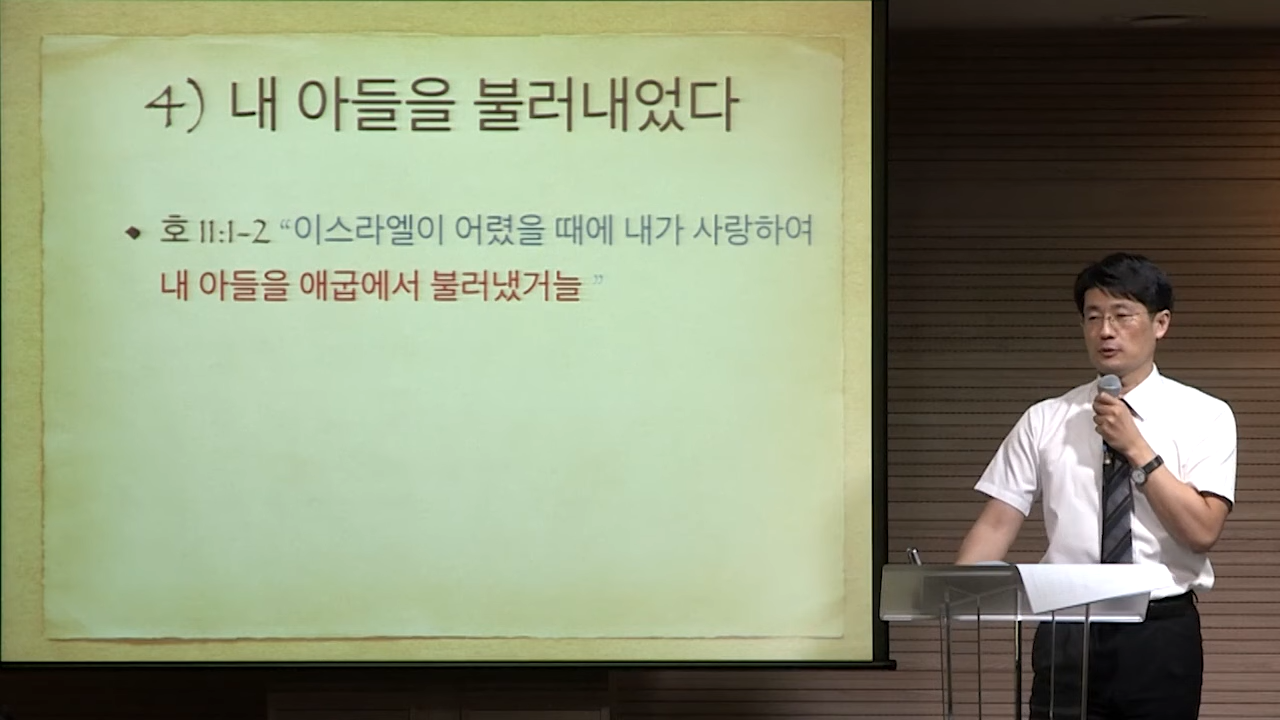 4) 내 아들을 불러내었다
◆ 호 11:1-2 “이스라엘이 어렸을 때에 내가 사랑하여
내 아들을 애굽에서 불러냈거늘 ”